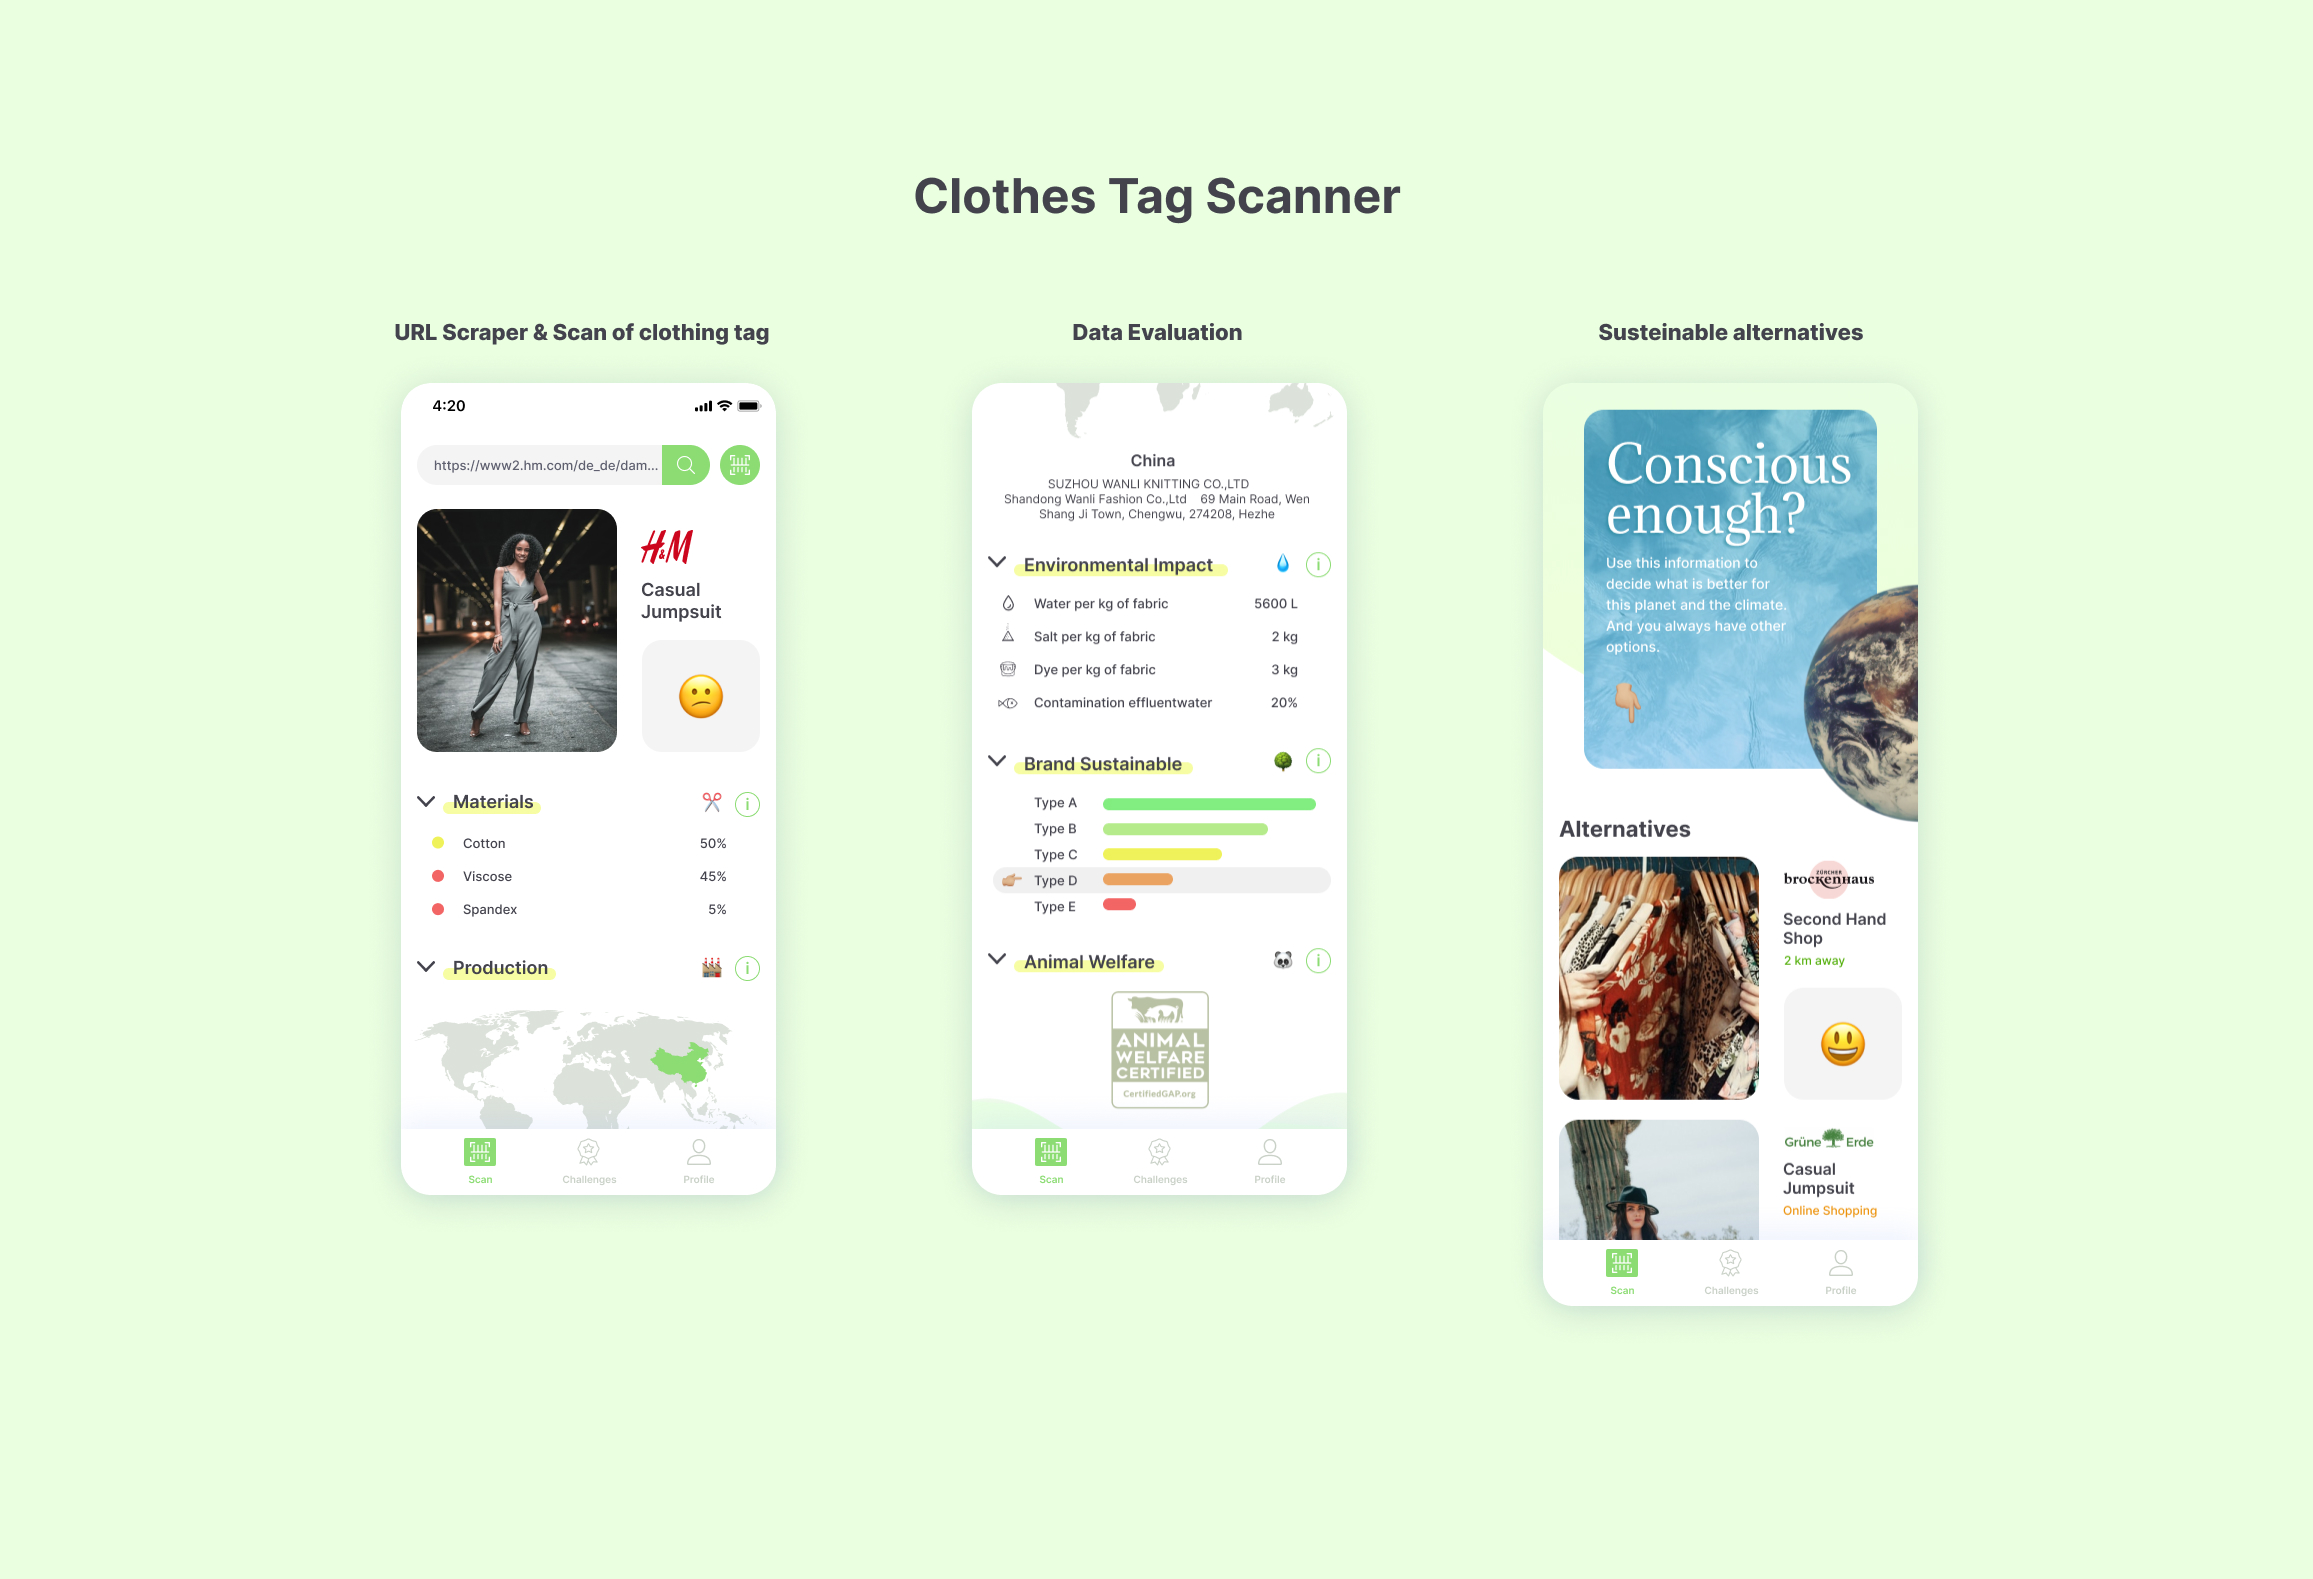 Clothes Tag Scanner
URL Scraper & Scan of clothing tag
4:20
https://www2.hm.com/de_de/dam...
H&M
Casual
Jumpsuit
Materials
Cotton 50%
Viscose 45%
Spandex 5%
Production
Scan Challenges Profile
Data Evaluation
China
SUZHOU WANLI KNITTING CO.,LTD
Shandong Wanli Fashion Co.,Ltd 69 Main Road, Wen
Shang Ji Town, Chengwu, 274208, Hezhe
Environmental Impact
Water per kg of fabric 5600 L
Salt per kg of fabric 2 kg
Dye per kg of fabric 3 kg
Contamination effluentwater 20%
Brand Sustainable
Type A
Type B
Type C
Type D
Type E
Animal Welfare
ANIMAL
WELFARE
CERTIFIED
CertifiedGAP.org
Scan Challenges Profile
Susteinable alternatives
Conscious
enough?
Use this information to
decide what is better for
this planet and the climate.
And you always have other
options.
Alternatives
ZÜRCHER
brockenhaus
Second Hand
Shop
2 km away
Grüne Erde
Casual
Jumpsuit
Online Shopping
Scan Challenges Profile